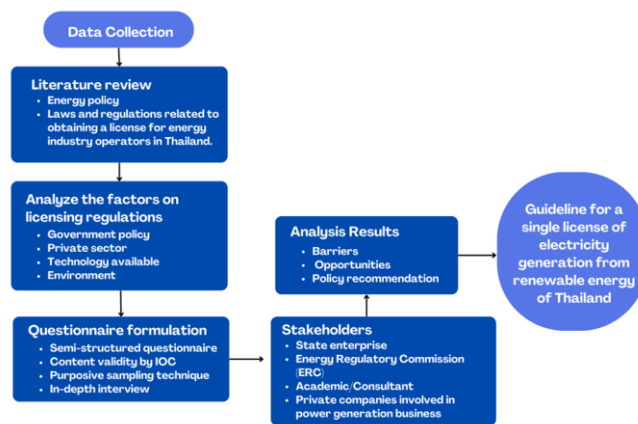 Data Collection
Literature review
• Energy policy
• Laws and regulations related to
obtaining a license for energy
industry operators in Thailand.
Analyze the factors on
licensing regulations
• Government policy
• Private sector
• Technology available
• Environment
Questionnaire formulation
• Semi-structured questionnaire
• Content validity by IOC
• Purposive sampling technique
• In-depth interview
Stakeholders
• State enterprise
• Energy Regulatory Commission
(ERC)
• Academic/Consultant
• Private companies involved in
power generation business
Analysis Results
• Barriers
• Opportunities
• Policy recommendation
Guideline for a
single license of
electricity
generation from
renewable energy
of Thailand